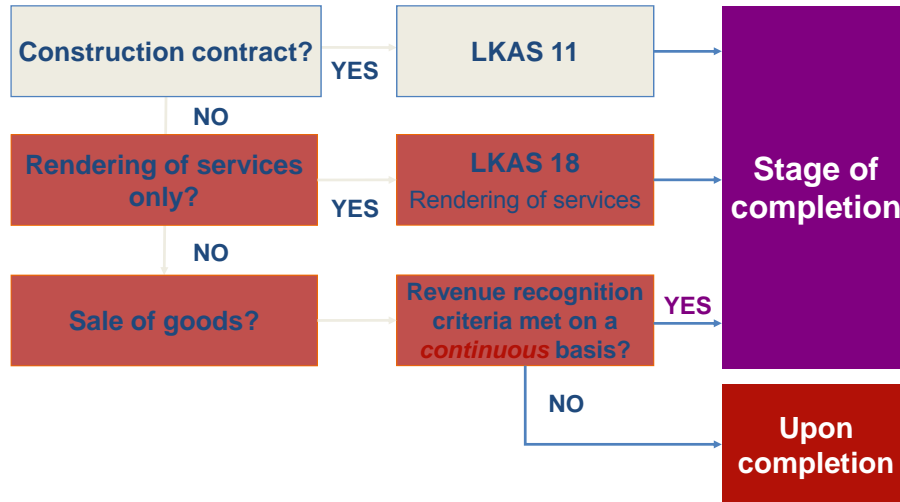 Construction contract?
YES
LKAS 11
NO
Rendering of services
only?
YES
LKAS 18
Rendering of services
Stage of
completion
NO
Sale of goods?
Revenue recognition
criteria met on a
continuous basis?
YES
NO
Upon
completion